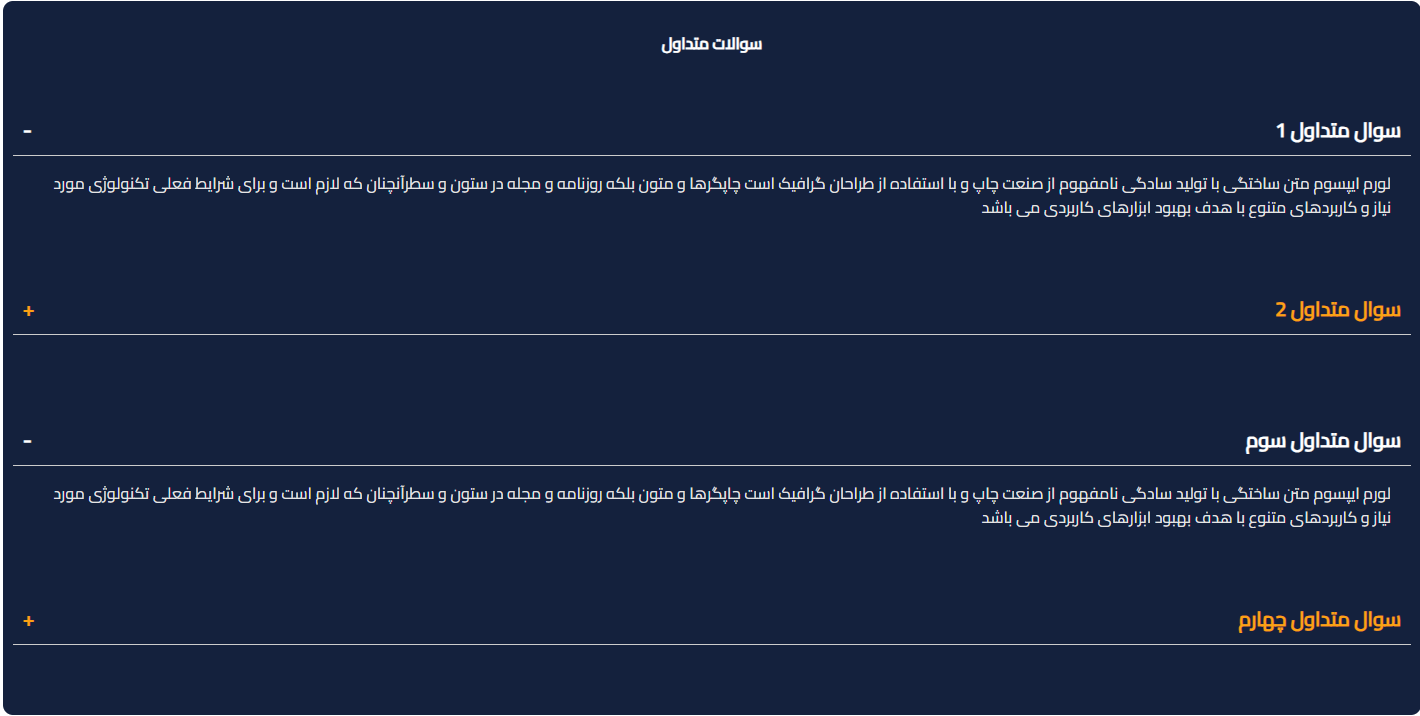 سوالات متداول
سوال متداول 1 -
لورم ایپسوم متن ساختگی با تولید سادگی نامفهوم از صنعت چاپ و با استفاده از طراحان گرافیک است چاپگرها و متون بلکه روزنامه و مجله در ستون و سطرآنچنان که لازم است و برای شرایط فعلی تکنولوژی مورد
نیاز و کاربردهای متنوع با هدف بهبود ابزارهای کاربردی می باشد
سوال متداول 2 +
سوال متداول سوم -
لورم ایپسوم متن ساختگی با تولید سادگی نامفهوم از صنعت چاپ و با استفاده از طراحان گرافیک است چاپگرها و متون بلکه روزنامه و مجله در ستون و سطرآنچنان که لازم است و برای شرایط فعلی تکنولوژی مورد
نیاز و کاربردهای متنوع با هدف بهبود ابزارهای کاربردی می باشد
سوال متداول چهارم +